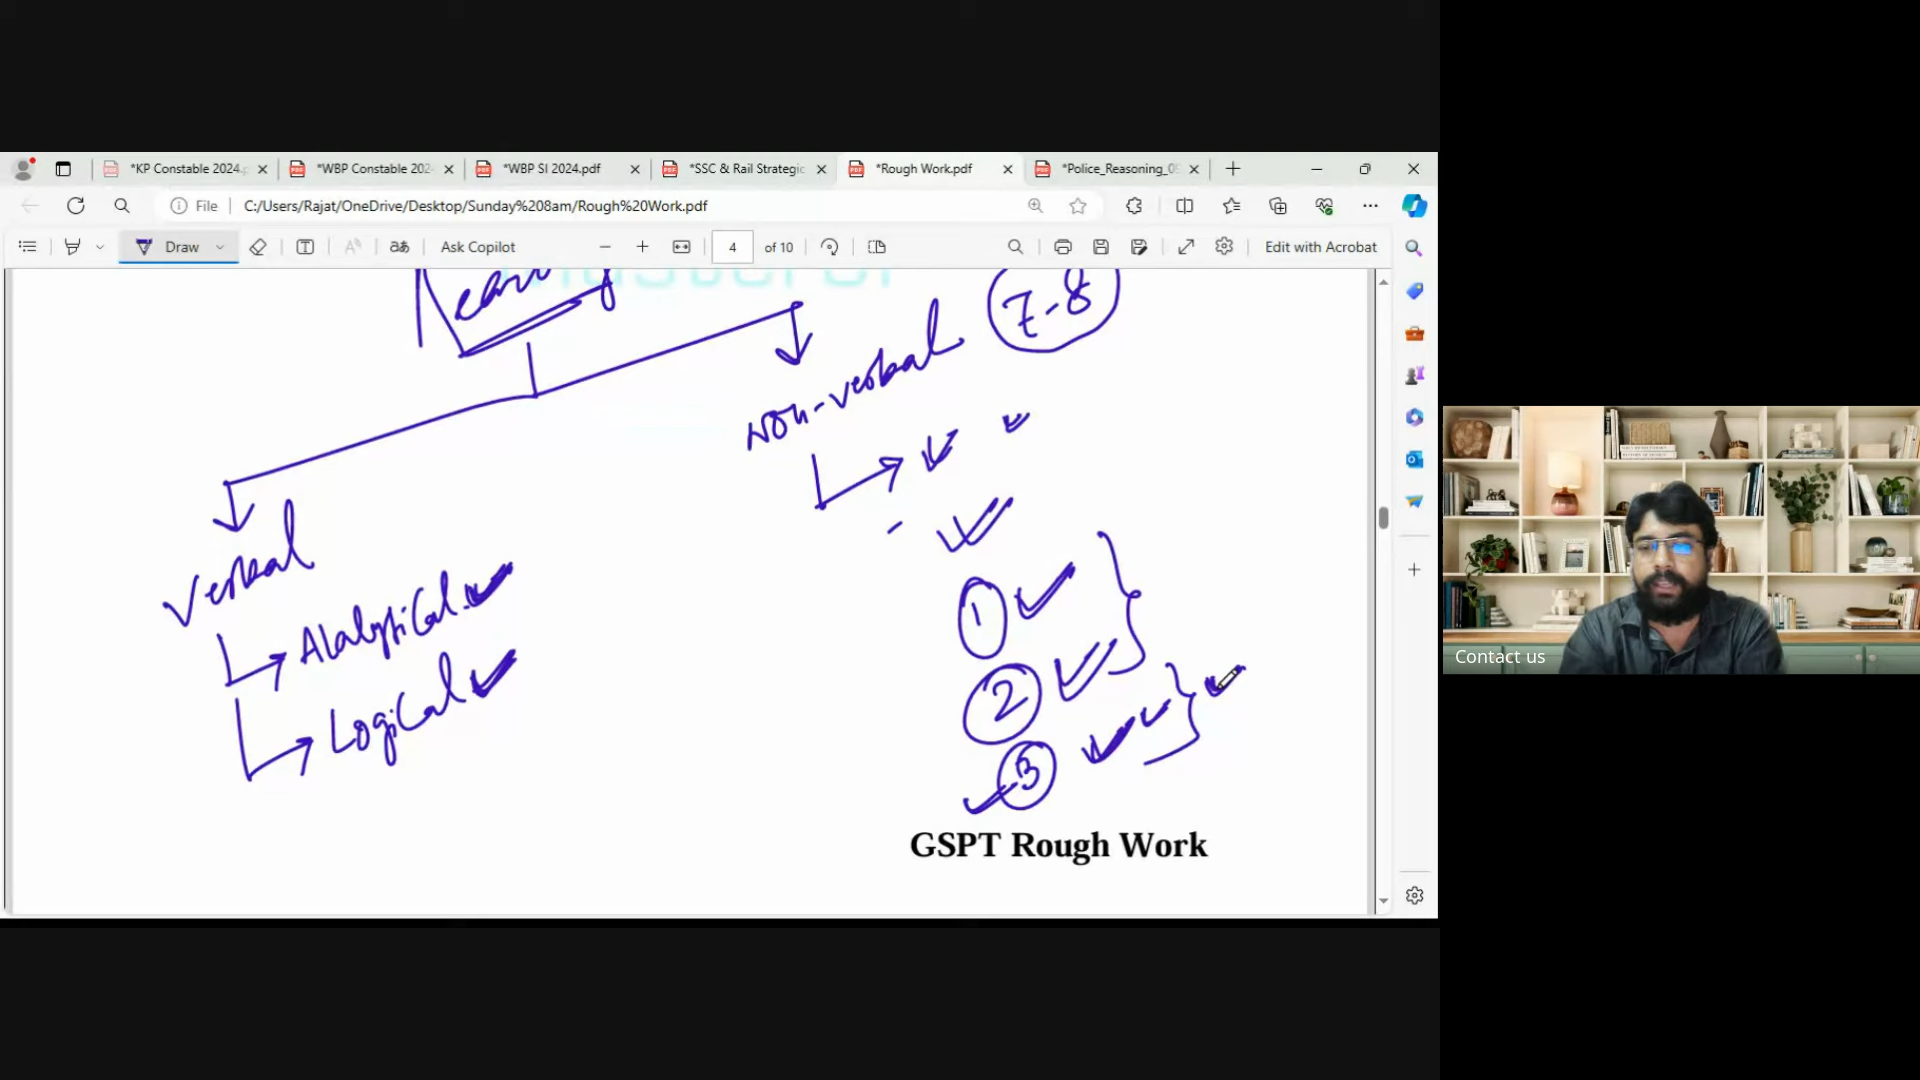 *KP Constable 2024.p
*WBP Constable 202
*WBP SI 2024.pdf
*SSC & Rail Strategic
*Rough Work.pdf
*Police_Reasoning_05
File
C:/Users/Rajat/OneDrive/Desktop/Sunday%208am/Rough%20Work.pdf
Draw
Ask Copilot
4
of 10
Edit with Acrobat
7-8
Non-verbal
verbal
Alalytical
Logical
1
2
3
GSPT Rough Work
Contact us